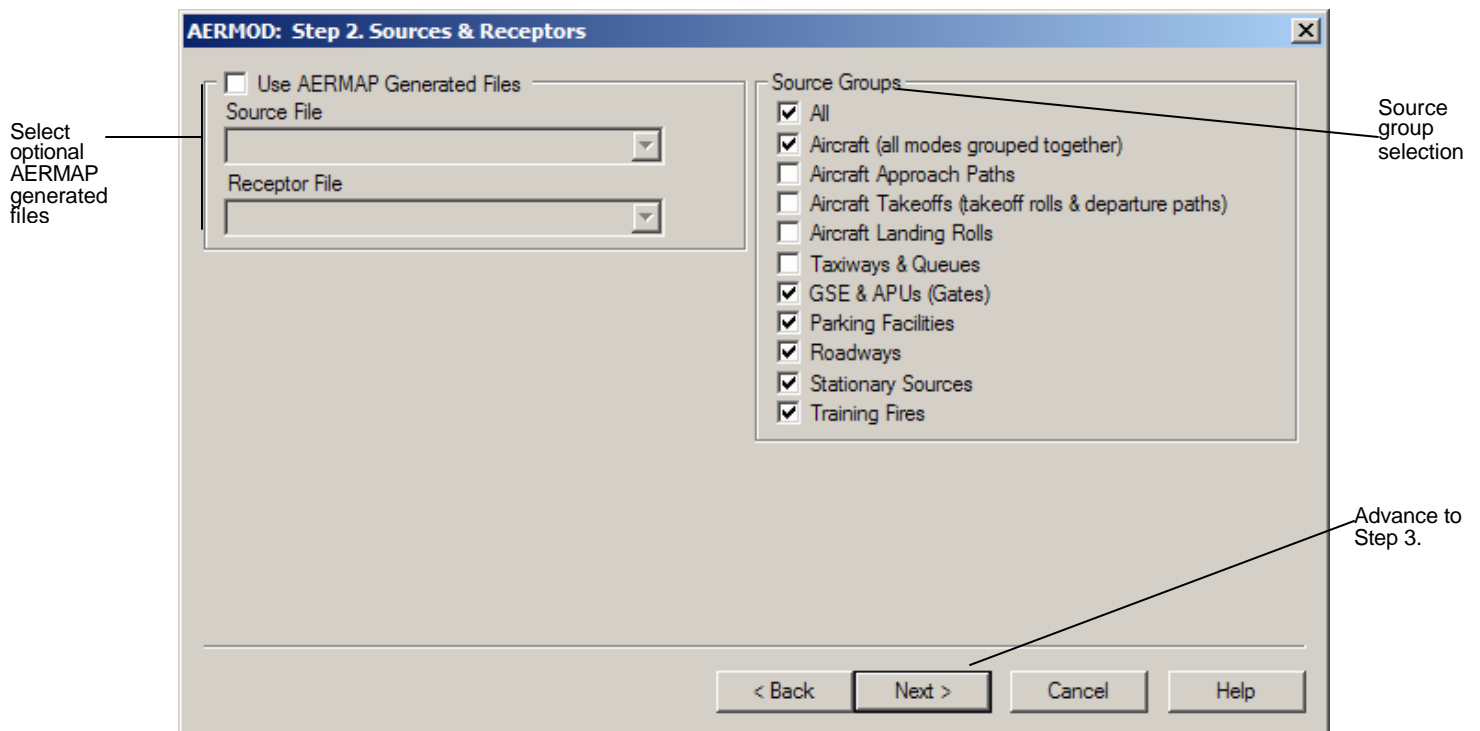 AERMOD: Step 2. Sources & Receptors
Select
optional
AERMAP
generated
files
Use AERMAP Generated Files
Source File
Receptor File
Source Groups
All
Aircraft (all modes grouped together)
Aircraft Approach Paths
Aircraft Takeoffs (takeoff rolls & departure paths)
Aircraft Landing Rolls
Taxiways & Queues
GSE & APUs (Gates)
Parking Facilities
Roadways
Stationary Sources
Training Fires
Source
group
selection
Advance to
Step 3.
< Back
Next >
Cancel
Help